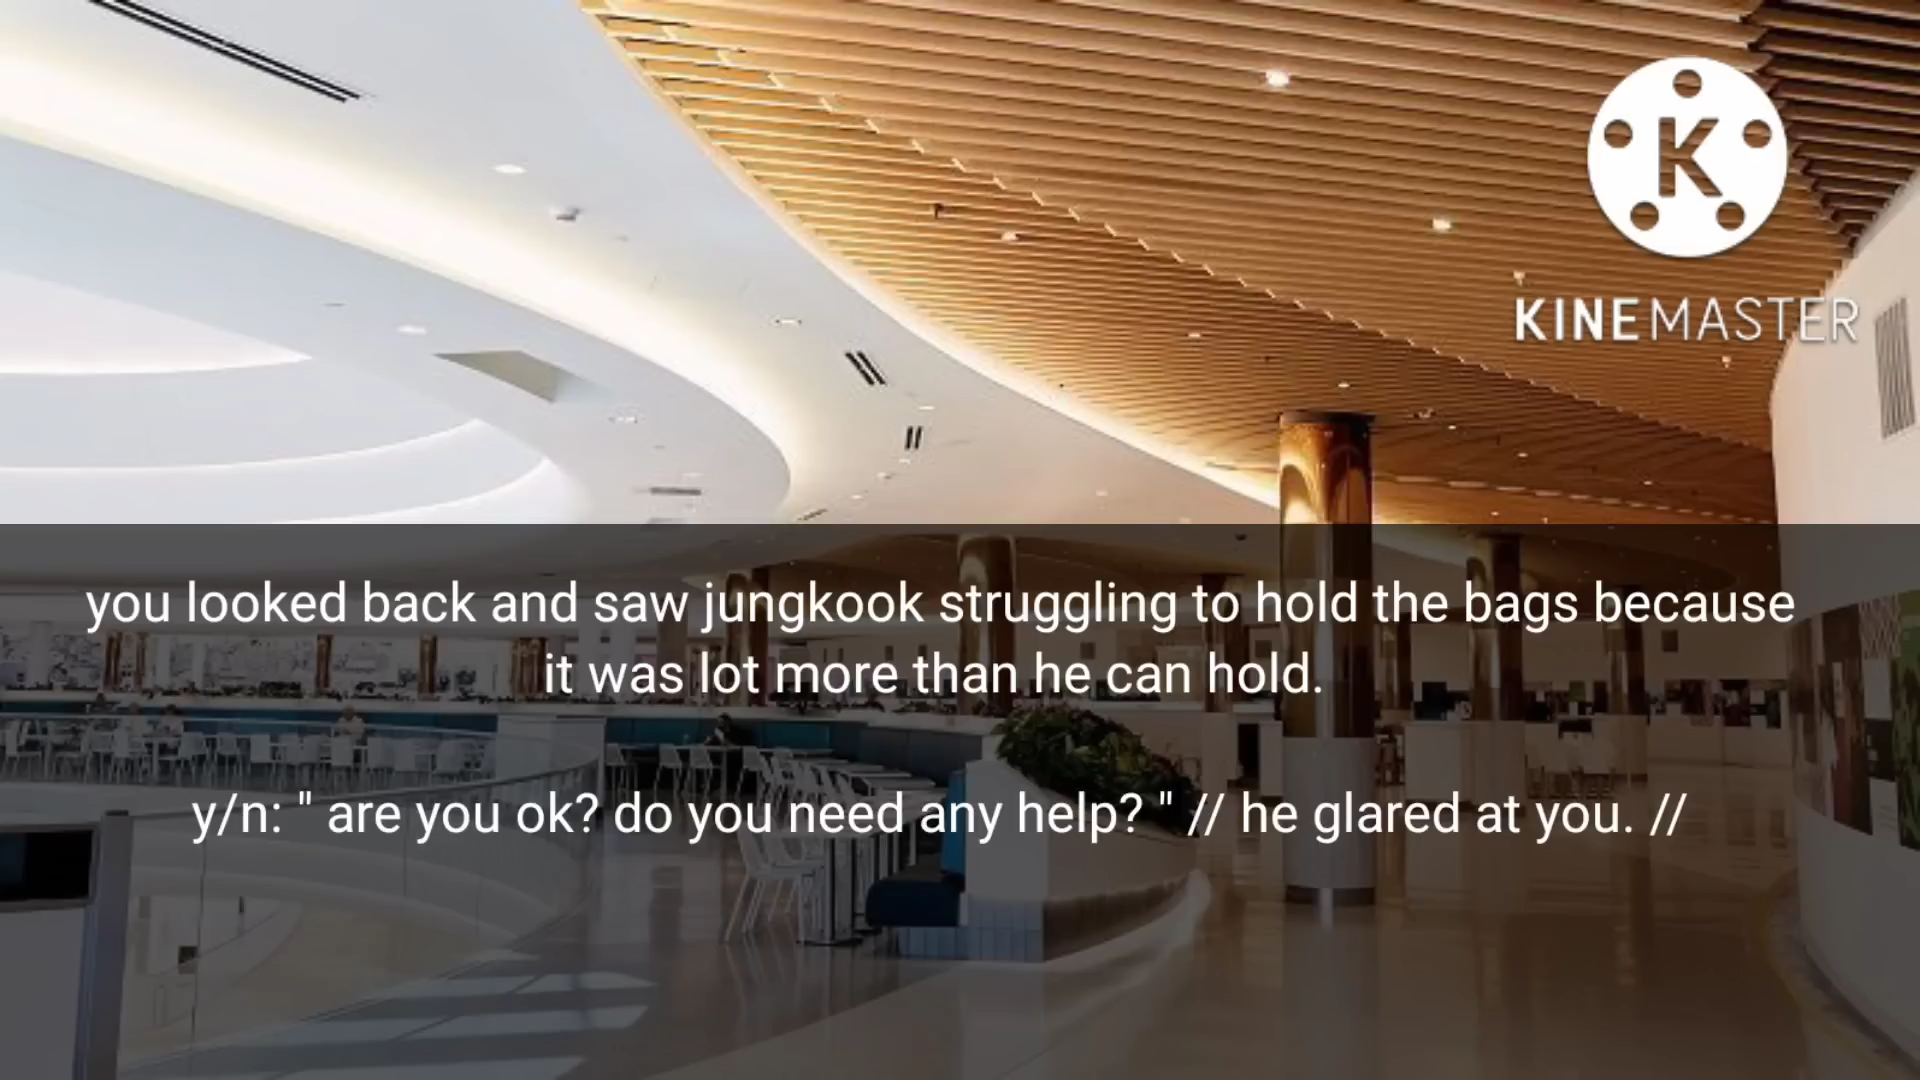 K
KINEMASTER
you looked back and saw jungkook struggling to hold the bags because
it was lot more than he can hold.
y/n: " are you ok? do you need any help? " // he glared at you. //